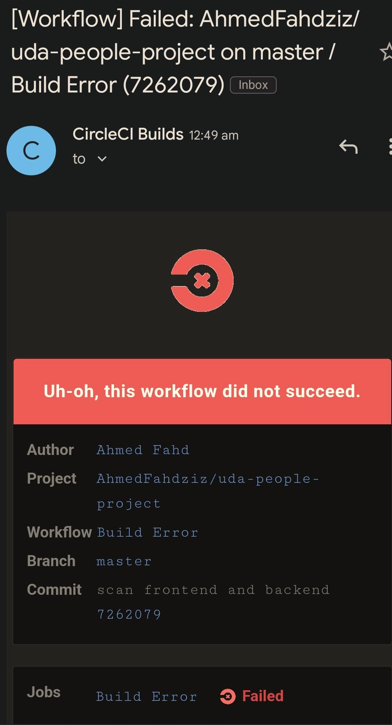 [Workflow] Failed: AhmedFahdziz/
uda-people-project on master /
Build Error (7262079) Inbox
C
CircleCI Builds 12:49 am
to
Uh-oh, this workflow did not succeed.
Author Ahmed Fahd
Project AhmedFahdziz/uda-people-
project
Workflow Build Error
Branch master
Commit scan frontend and backend
7262079
Jobs Build Error Failed